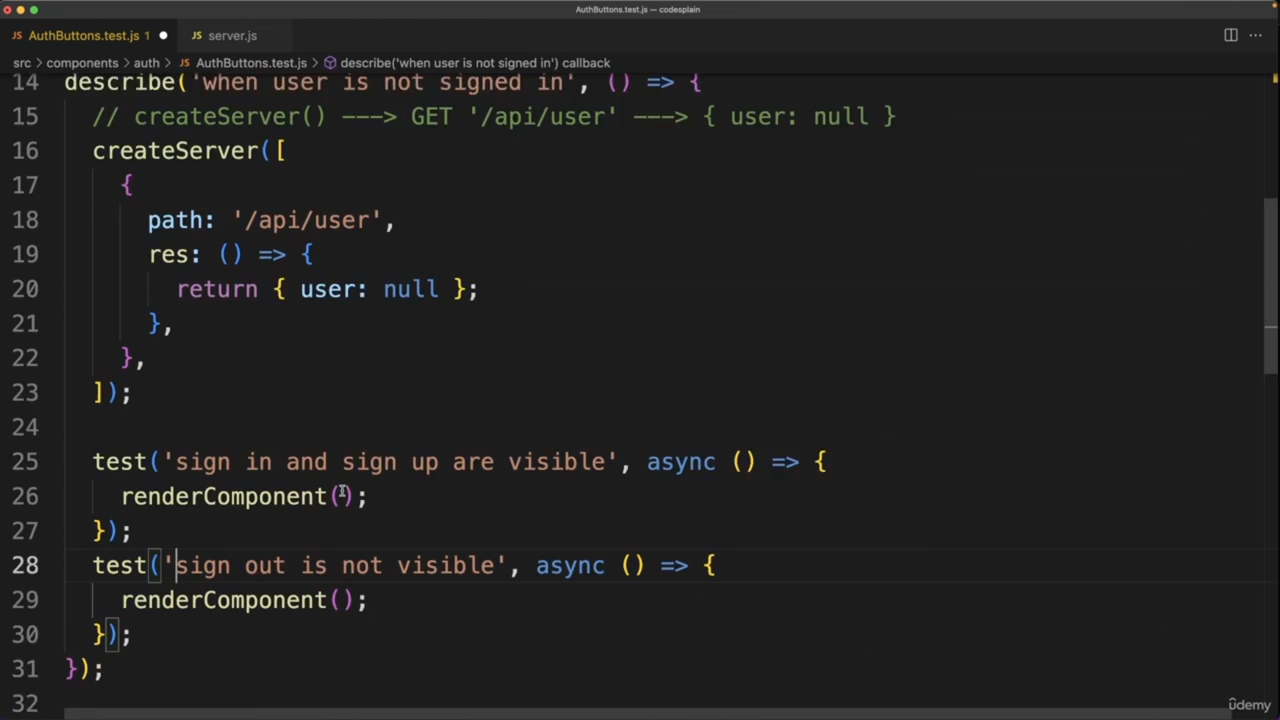 AuthButtons.test.js — codesplain
JS AuthButtons.test.js 1 JS server.js
src > components > auth > JS AuthButtons.test.js > describe('when user is not signed in') callback
14 describe('when user is not signed in', () => {
15 // createServer() ---> GET '/api/user' ---> { user: null }
16 createServer([
17 {
18 path: '/api/user',
19 res: () => {
20 return { user: null };
21 },
22 },
23 ]);
24
25 test('sign in and sign up are visible', async () => {
26 renderComponent();
27 });
28 test('sign out is not visible', async () => {
29 renderComponent();
30 });
31 });
32
ûdemy